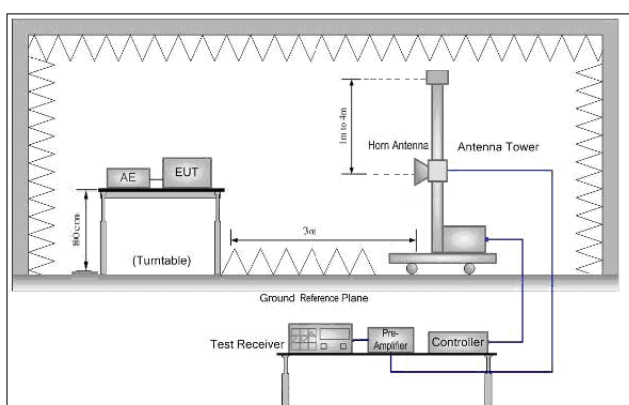 1m to 4m
Horn Antenna
Antenna Tower
AE
EUT
80cm
(Turntable)
3m
Ground Reference Plane
Test Receiver
Pre-
Amplifier
Controller